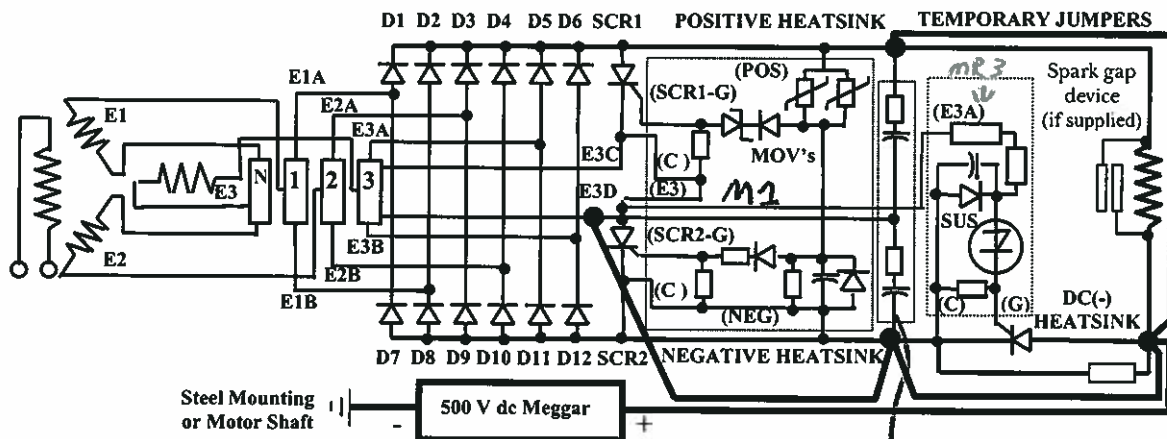 D1 D2 D3 D4 D5 D6 SCR1 POSITIVE HEATSINK TEMPORARY JUMPERS
E1A
E1
E2A
E3A
E3
N
1
2
3
E3C
E3D
E3B
E2
E2B
E1B
(POS)
(SCR1-G)
MOV's
(C )
(E3)
M1
(SCR2-G)
(C )
(NEG)
MR3
(E3A)
SUS
(C) (G)
Spark gap
device
(if supplied)
DC(-)
HEATSINK
D7 D8 D9 D10 D11 D12 SCR2 NEGATIVE HEATSINK
Steel Mounting
or Motor Shaft
-
500 V dc Meggar
+